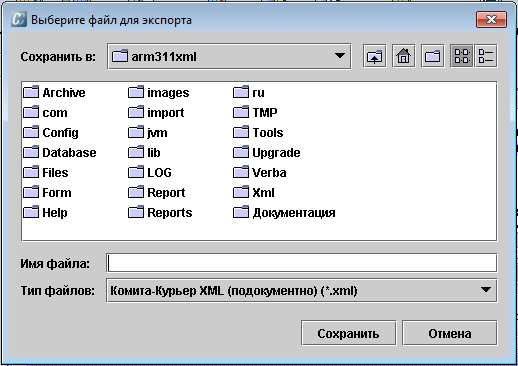 Выберите файл для экспорта
Сохранить в: arm311xml
Archive images ru
com import TMP
Config jvm Tools
Database lib Upgrade
Files LOG Verba
Form Report Xml
Help Reports Документация
Имя файла:
Тип файлов: Комита-Курьер XML (подокументно) (*.xml)
Сохранить Отмена